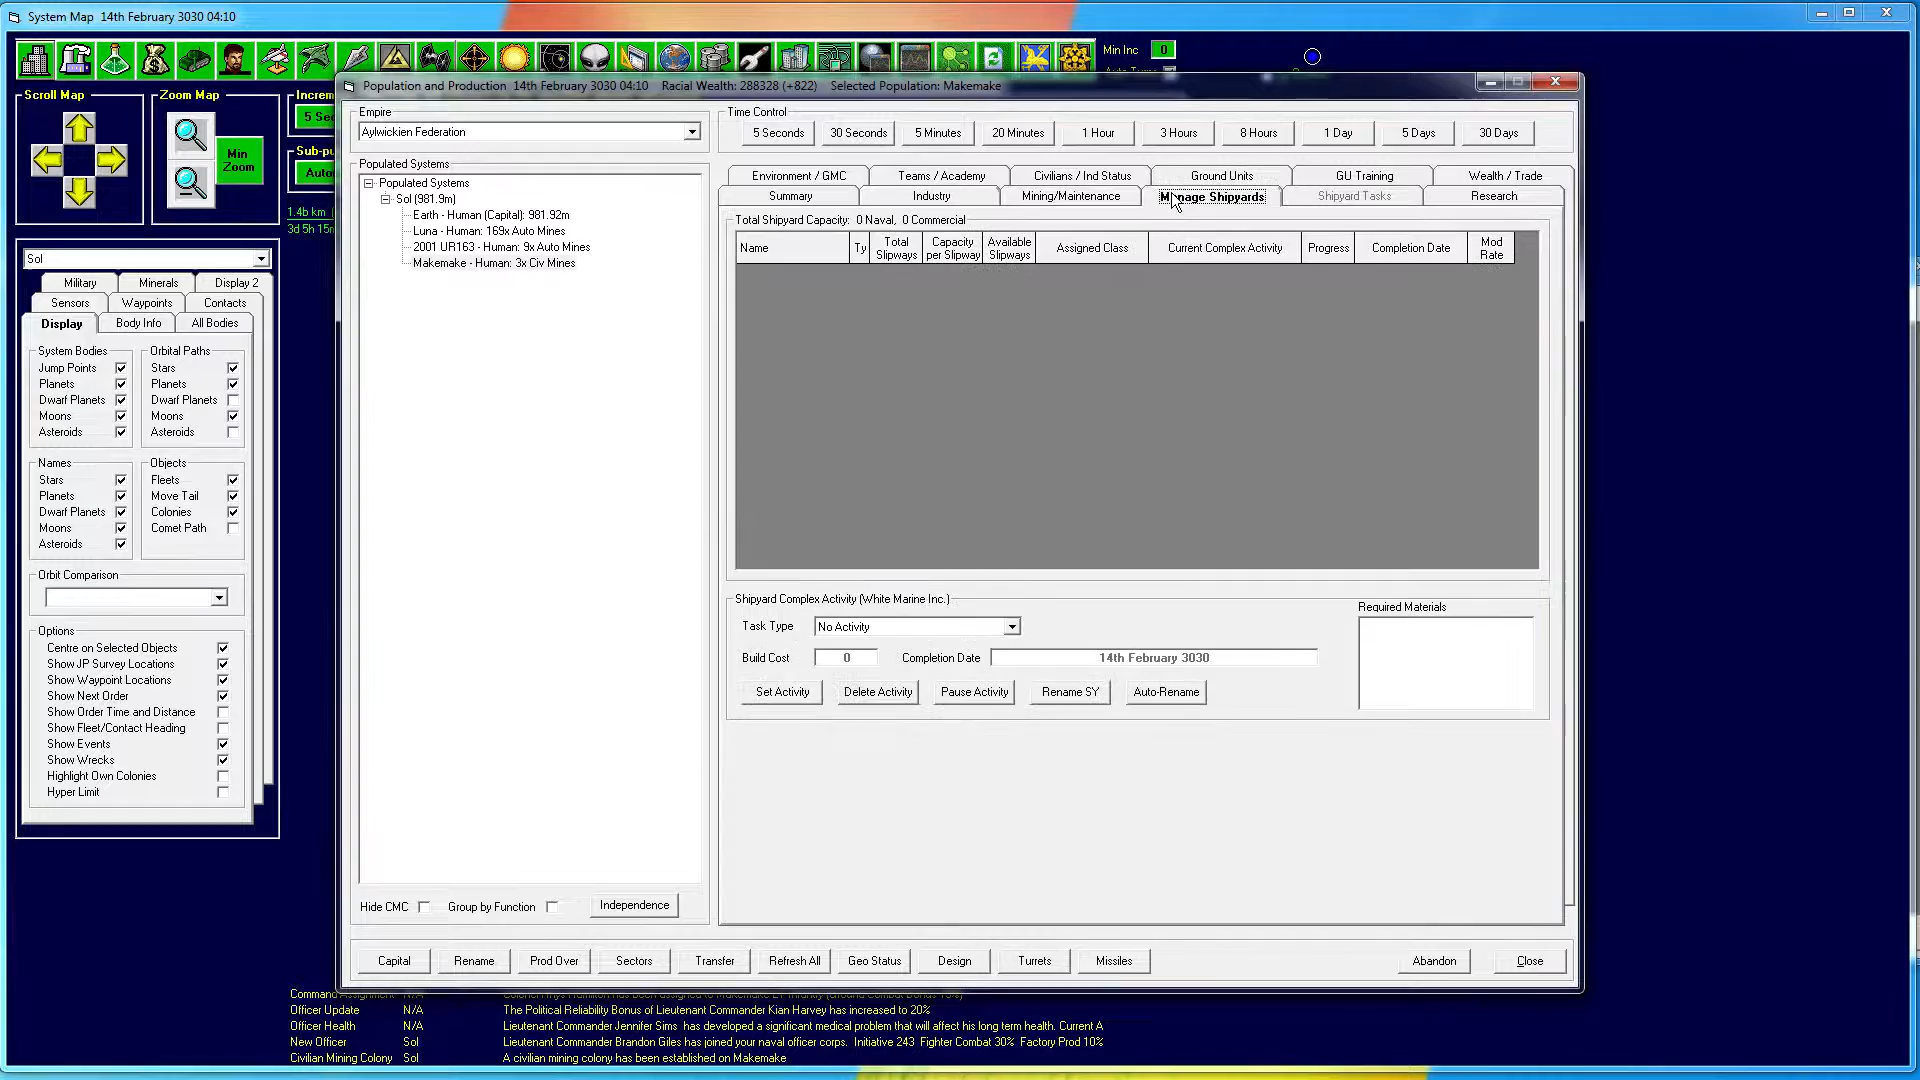 System Map 14th February 3030 04:10
Min Inc 0
Population and Production 14th February 3030 04:10 Racial Wealth: 288328 (+822) Selected Population: Makemake
Scroll Map
Zoom Map
Min Zoom
1.4b km
Empire
Aylwickien Federation
Time Control
5 Seconds 30 Seconds 5 Minutes 20 Minutes 1 Hour 3 Hours 8 Hours 1 Day 5 Days 30 Days
Populated Systems
Populated Systems
Sol (981.9m)
Earth - Human (Capital): 981.92m
Luna - Human: 169x Auto Mines
2001 UR163 - Human: 9x Auto Mines
Makemake - Human: 3x Civ Mines
Hide CMC Group by Function Independence
Environment / GMC Teams / Academy Civilians / Ind Status Ground Units GU Training Wealth / Trade
Summary Industry Mining/Maintenance Manage Shipyards Shipyard Tasks Research
Total Shipyard Capacity: 0 Naval, 0 Commercial
Name Ty Total Slipways Capacity per Slipway Available Slipways Assigned Class Current Complex Activity Progress Completion Date Mod Rate
Shipyard Complex Activity (White Marine Inc.)
Required Materials
Task Type No Activity
Build Cost 0 Completion Date 14th February 3030
Set Activity Delete Activity Pause Activity Rename SY Auto-Rename
Capital Rename Prod Over Sectors Transfer Refresh All Geo Status Design Turrets Missiles Abandon Close
Sol
Military Minerals Display 2
Sensors Waypoints Contacts
Display Body Info All Bodies
System Bodies
Jump Points
Planets
Dwarf Planets
Moons
Asteroids
Orbital Paths
Stars
Planets
Dwarf Planets
Moons
Asteroids
Names
Stars
Planets
Dwarf Planets
Moons
Asteroids
Objects
Fleets
Move Tail
Colonies
Comet Path
Orbit Comparison
Options
Centre on Selected Objects
Show JP Survey Locations
Show Waypoint Locations
Show Next Order
Show Order Time and Distance
Show Fleet/Contact Heading
Show Events
Show Wrecks
Highlight Own Colonies
Hyper Limit
Officer Update N/A The Political Reliability Bonus of Lieutenant Commander Kian Harvey has increased to 20%
Officer Health N/A Lieutenant Commander Jennifer Sims has developed a significant medical problem that will affect his long term health. Current A
New Officer Sol Lieutenant Commander Brandon Giles has joined your naval officer corps. Initiative 243 Fighter Combat 30% Factory Prod 10%
Civilian Mining Colony Sol A civilian mining colony has been established on Makemake